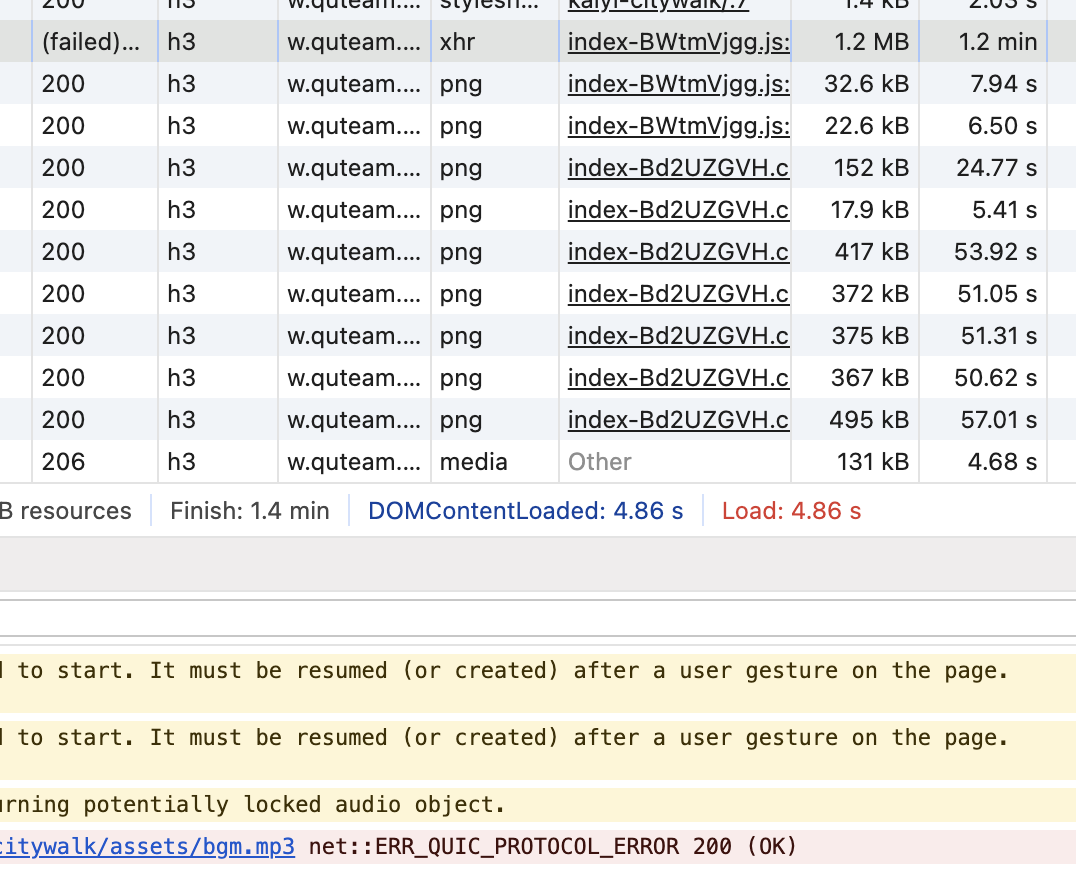 200 h3 w.quteam.... stylesh... kaiyi-citywalk/:7 1.4 kB 2.03 s
(failed)... h3 w.quteam.... xhr index-BWtmVjgg.js: 1.2 MB 1.2 min
200 h3 w.quteam.... png index-BWtmVjgg.js: 32.6 kB 7.94 s
200 h3 w.quteam.... png index-BWtmVjgg.js: 22.6 kB 6.50 s
200 h3 w.quteam.... png index-Bd2UZGVH.c 152 kB 24.77 s
200 h3 w.quteam.... png index-Bd2UZGVH.c 17.9 kB 5.41 s
200 h3 w.quteam.... png index-Bd2UZGVH.c 417 kB 53.92 s
200 h3 w.quteam.... png index-Bd2UZGVH.c 372 kB 51.05 s
200 h3 w.quteam.... png index-Bd2UZGVH.c 375 kB 51.31 s
200 h3 w.quteam.... png index-Bd2UZGVH.c 367 kB 50.62 s
200 h3 w.quteam.... png index-Bd2UZGVH.c 495 kB 57.01 s
206 h3 w.quteam.... media Other 131 kB 4.68 s
B resources Finish: 1.4 min DOMContentLoaded: 4.86 s Load: 4.86 s
to start. It must be resumed (or created) after a user gesture on the page.
to start. It must be resumed (or created) after a user gesture on the page.
urning potentially locked audio object.
citywalk/assets/bgm.mp3 net::ERR_QUIC_PROTOCOL_ERROR 200 (OK)